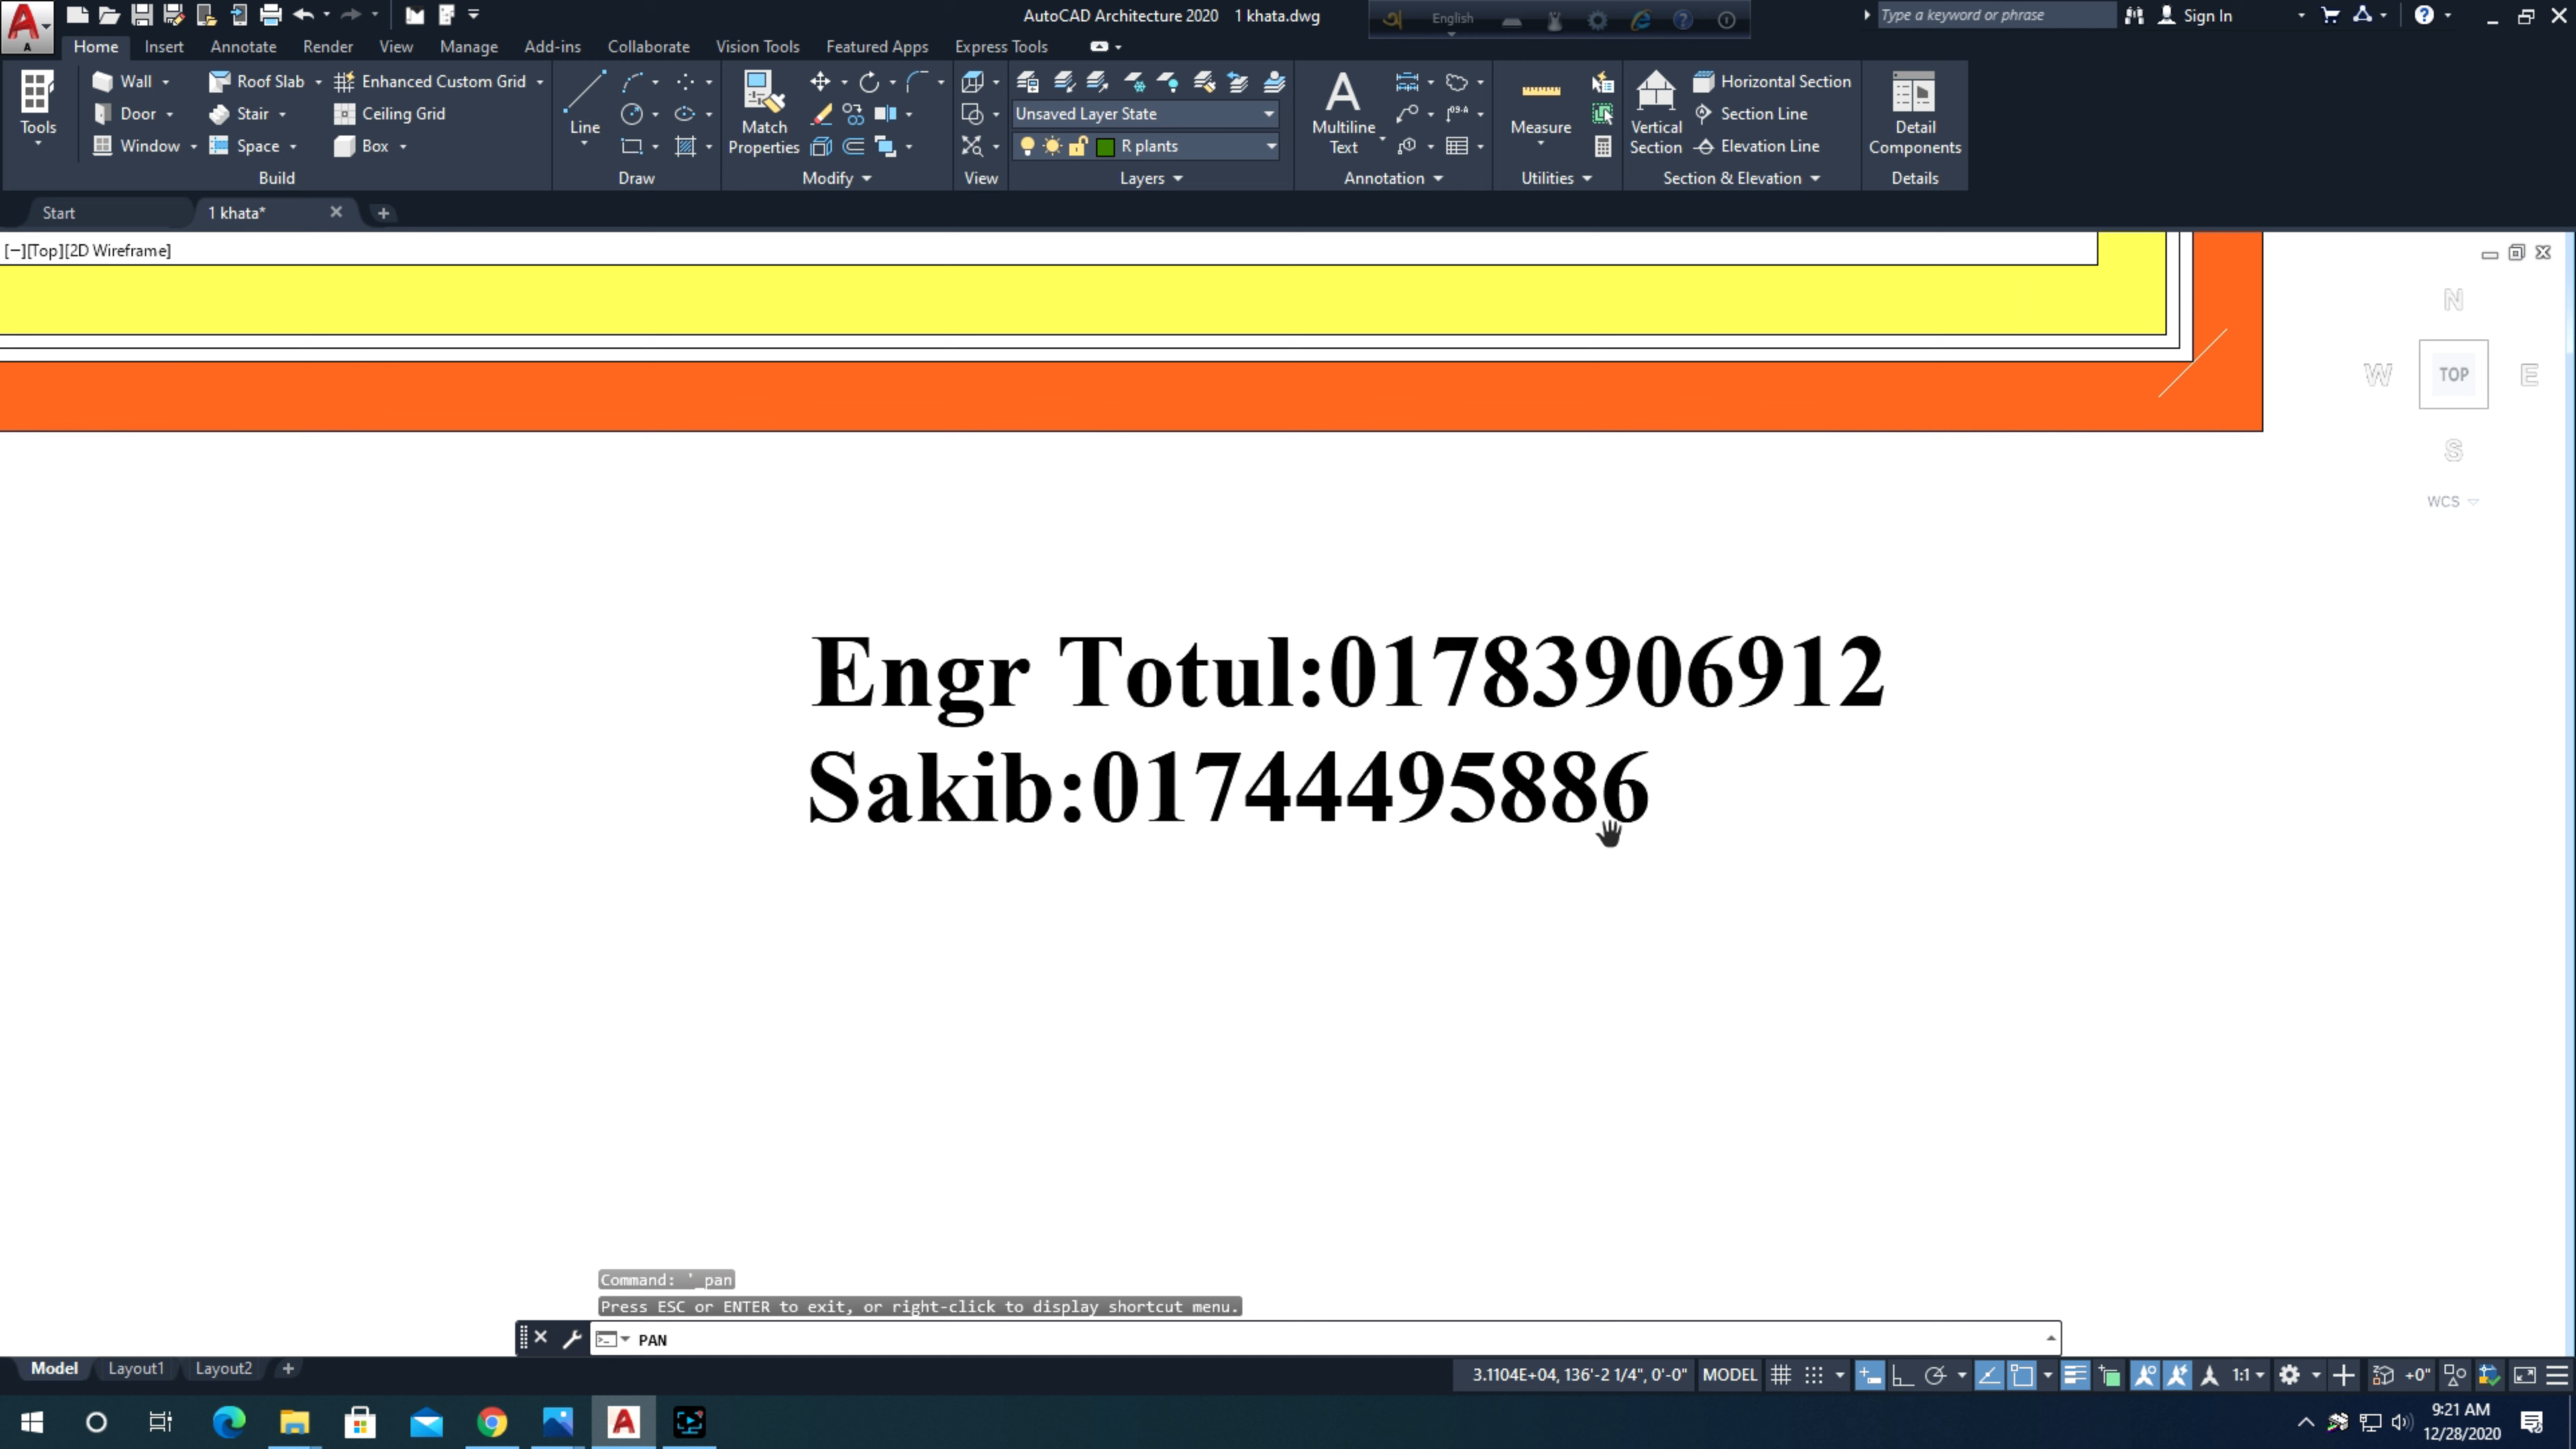 AutoCAD Architecture 2020 1 khata.dwg
English
Type a keyword or phrase
Sign In
Home Insert Annotate Render View Manage Add-ins Collaborate Vision Tools Featured Apps Express Tools
Tools
Wall
Door
Window
Roof Slab
Stair
Space
Enhanced Custom Grid
Ceiling Grid
Box
Build
Line
Draw
Match Properties
Modify
View
Unsaved Layer State
R plants
Layers
Multiline Text
Annotation
Measure
Utilities
Vertical Section
Horizontal Section
Section Line
Elevation Line
Section & Elevation
Detail Components
Details
Start
1 khata*
[−][Top][2D Wireframe]
N
W TOP E
S
WCS
Engr Totul:01783906912
Sakib:01744495886
Command: '_pan
Press ESC or ENTER to exit, or right-click to display shortcut menu.
PAN
Model Layout1 Layout2
3.1104E+04, 136'-2 1/4", 0'-0" MODEL 1:1 +0"
9:21 AM
12/28/2020